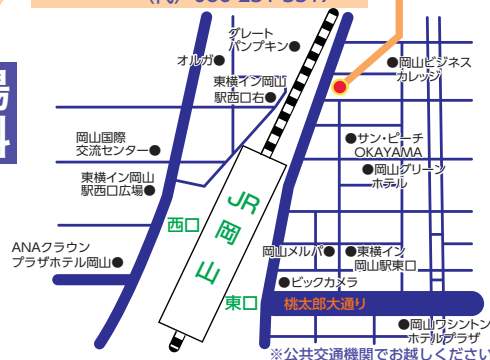 グレート
パンプキン●
オルガ●
東横イン岡山
駅西口右●
●岡山ビジネス
カレッジ
●サン・ピーチ
OKAYAMA
●岡山グリーン
ホテル
岡山国際
交流センター●
東横イン岡山
駅西口広場●
西口
JR岡山
ANAクラウン
プラザホテル岡山●
岡山メルパ●
●東横イン
岡山駅東口
●ビックカメラ
東口
桃太郎大通り
●岡山ワシントン
ホテルプラザ
※公共交通機関でお越しください